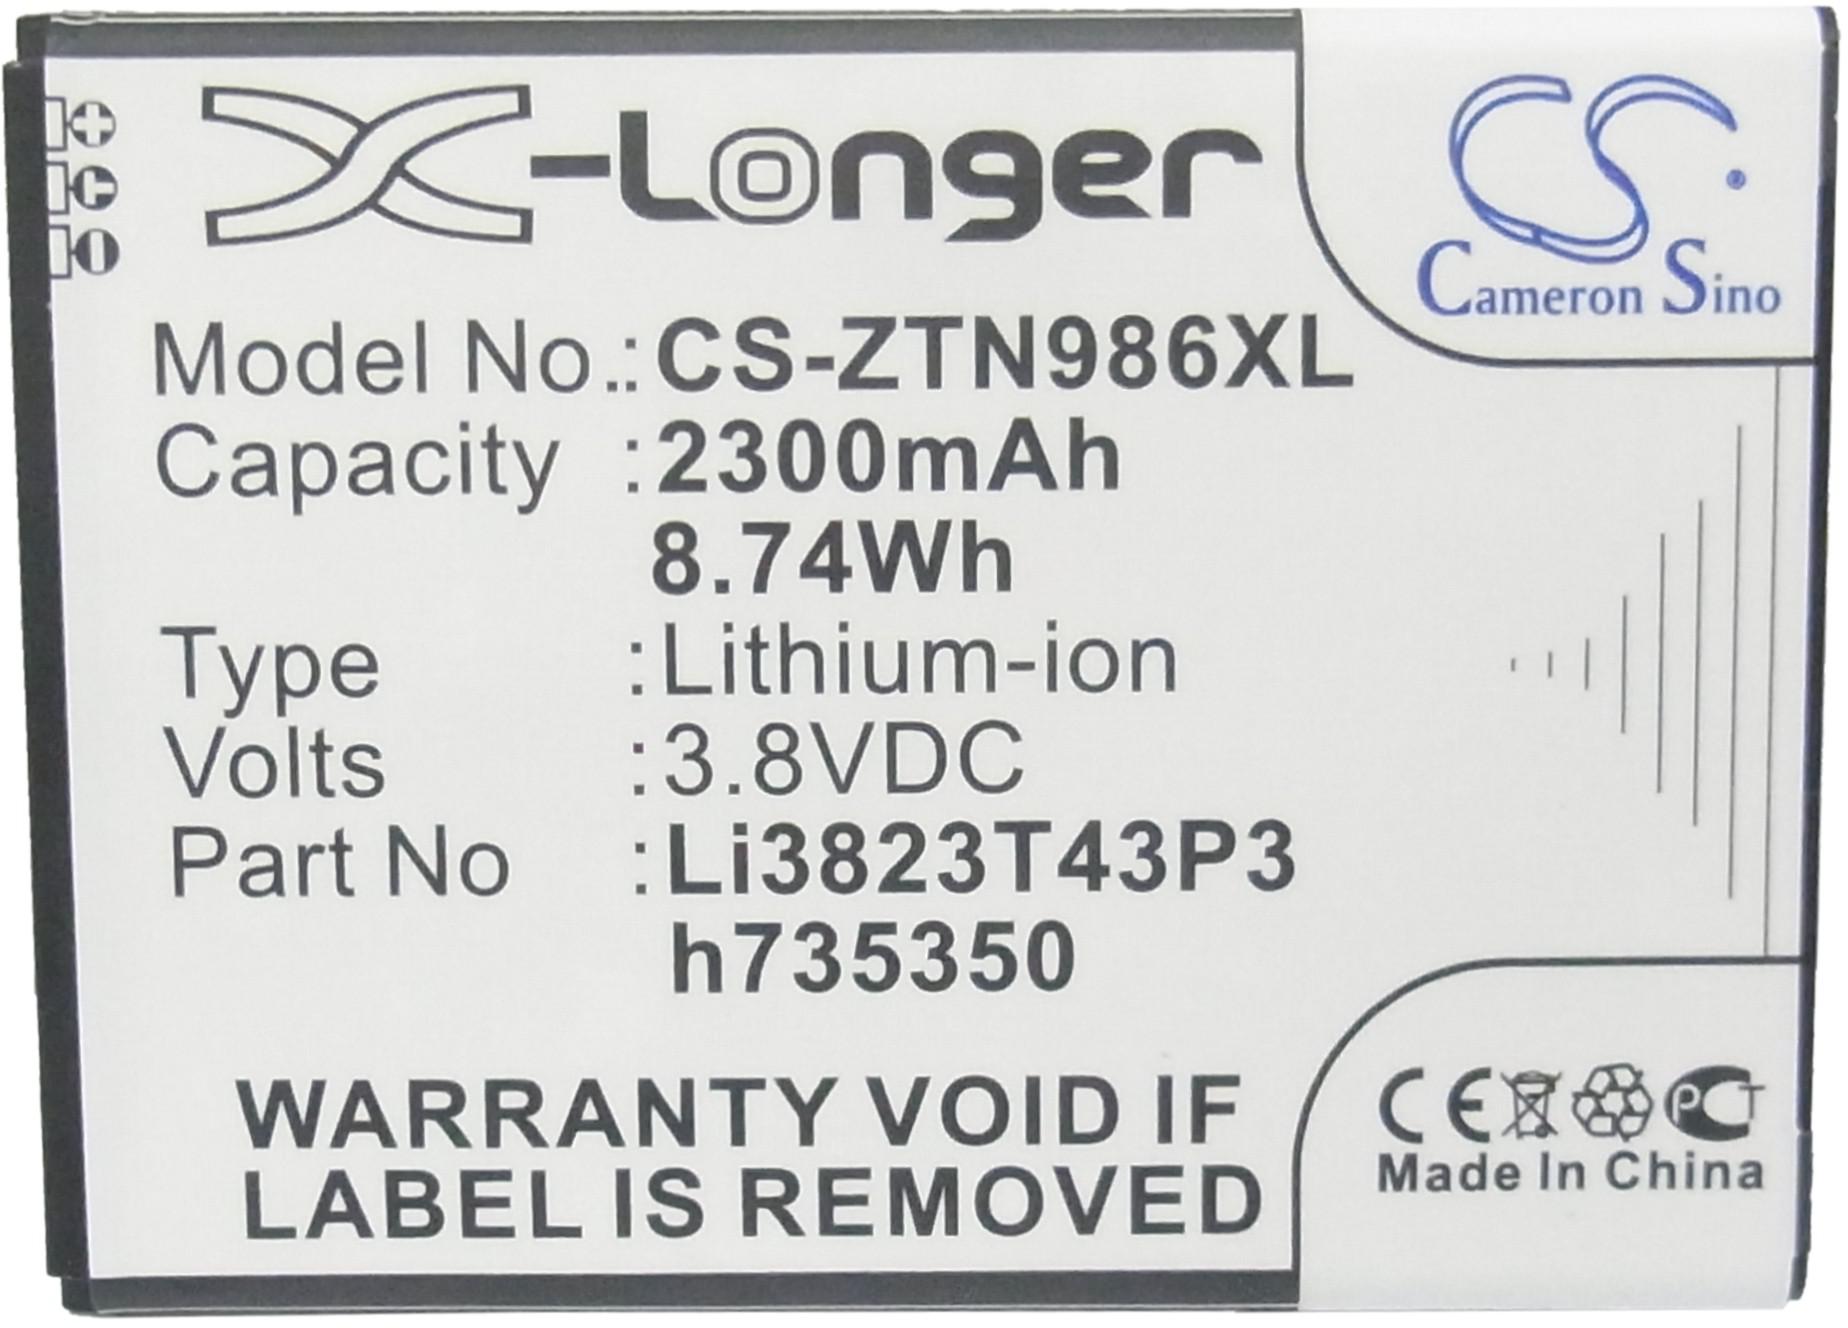 X-Longer
CS
Cameron Sino
Model No.:CS-ZTN986XL
Capacity :2300mAh
8.74Wh
Type :Lithium-ion
Volts :3.8VDC
Part No :Li3823T43P3
h735350
WARRANTY VOID IF
LABEL IS REMOVED
CE PCT
Made In China